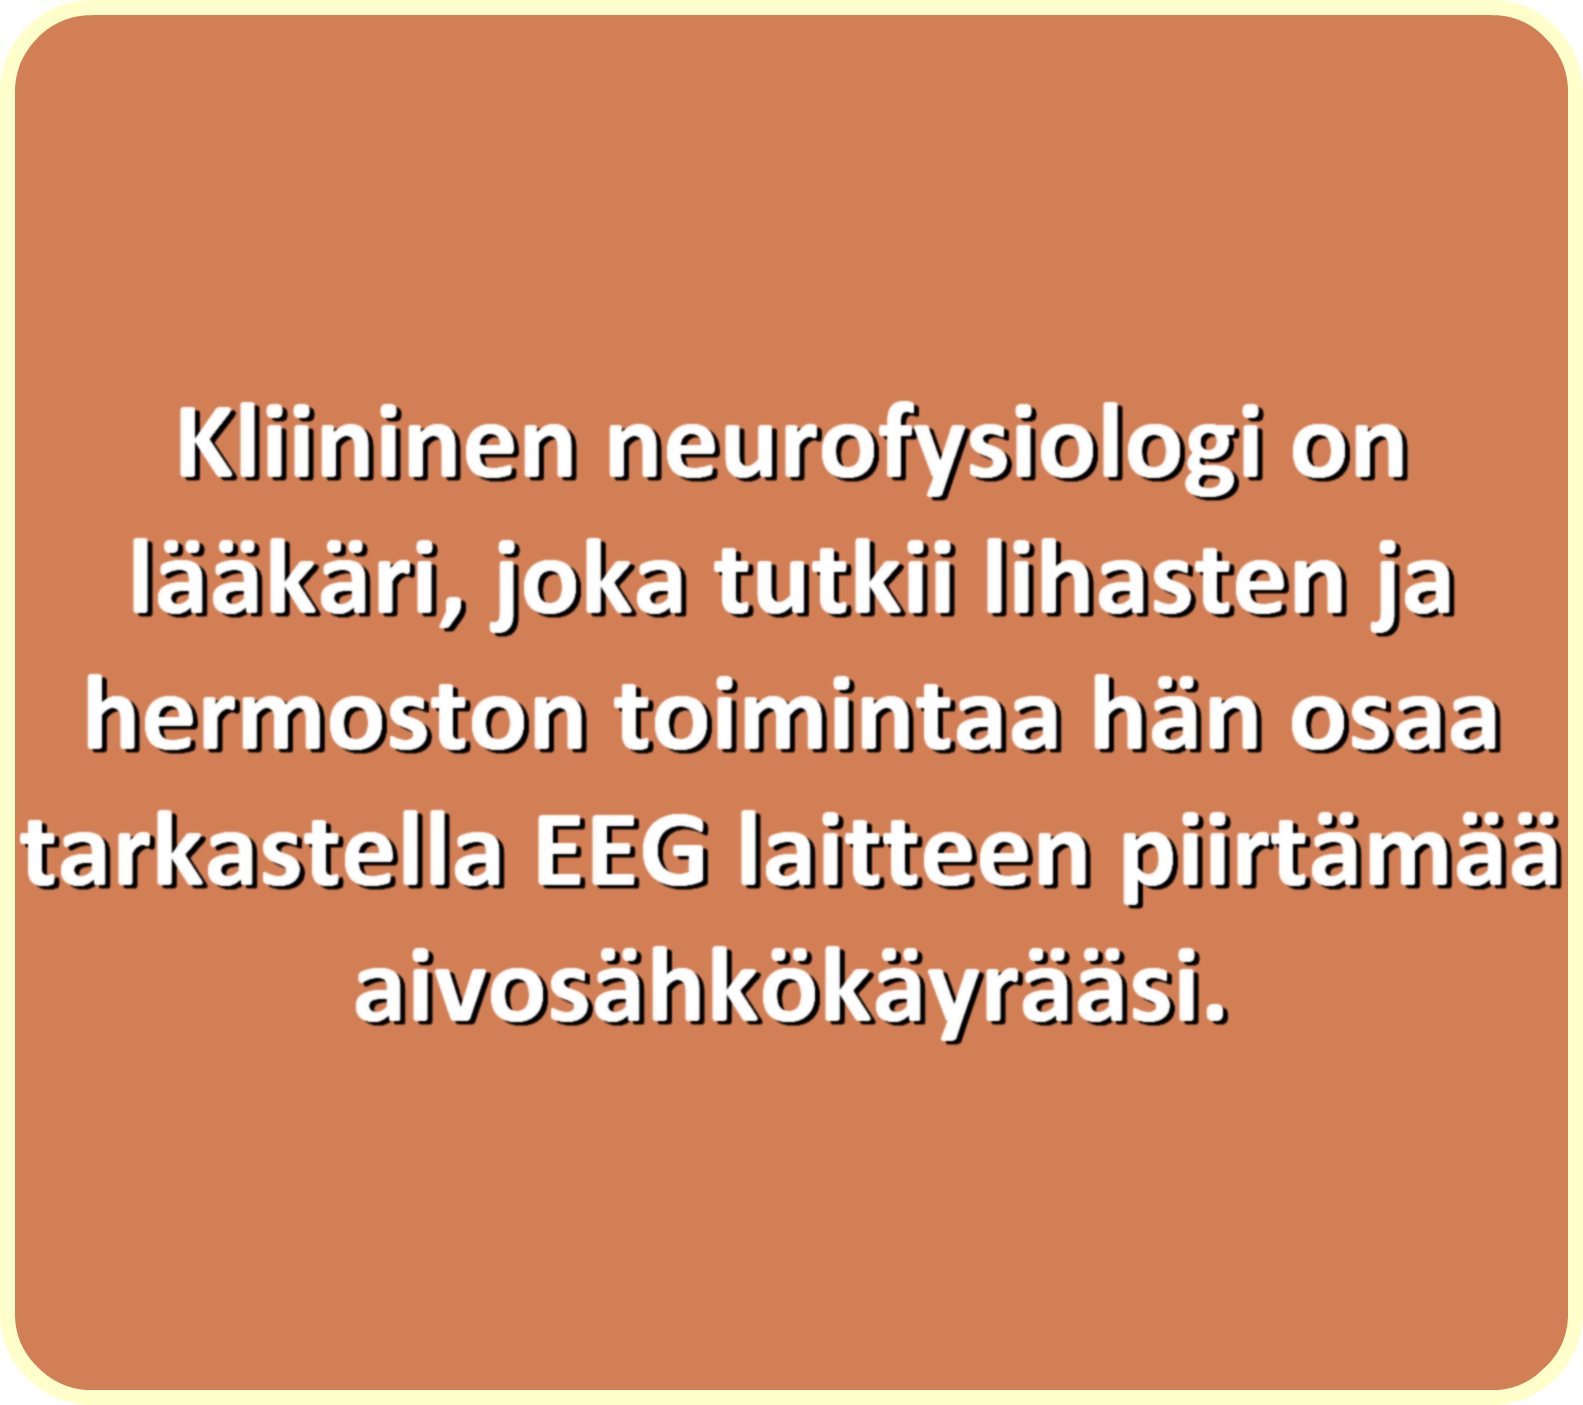 Kliininen neurofysiologi on
lääkäri, joka tutkii lihasten ja
hermoston toimintaa hän osaa
tarkastella EEG laitteen piirtämää
aivosähkökäyrääsi.